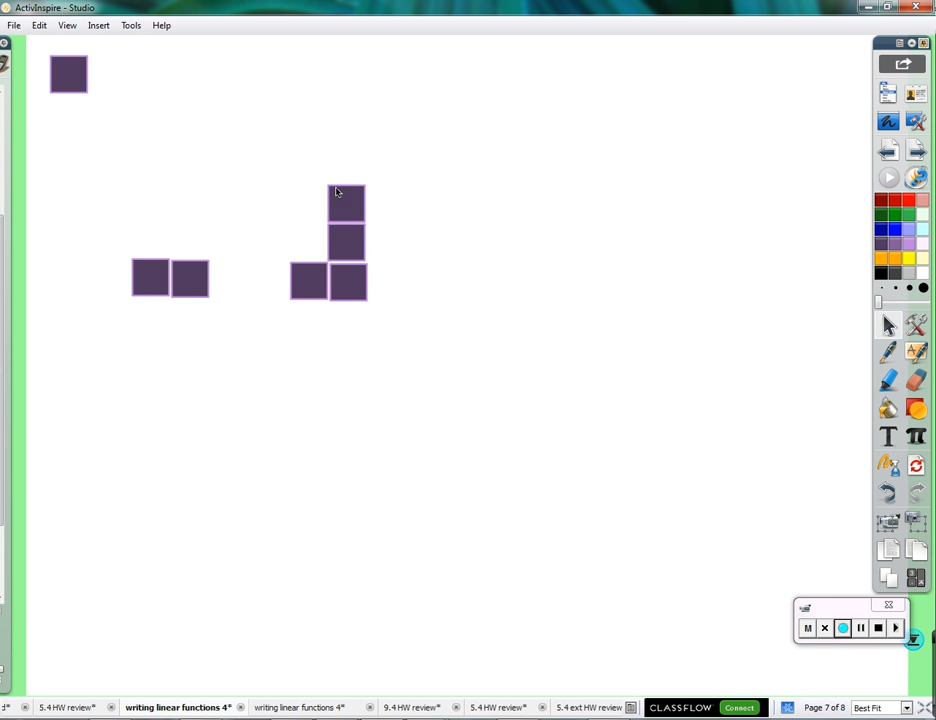 ActivInspire - Studio
File Edit View Insert Tools Help
M
d* 5.4 HW review* writing linear functions 4* writing linear functions 4* 9.4 HW review* 5.4 HW review* 5.4 ext HW review CLASSFLOW Connect Page 7 of 8 Best Fit